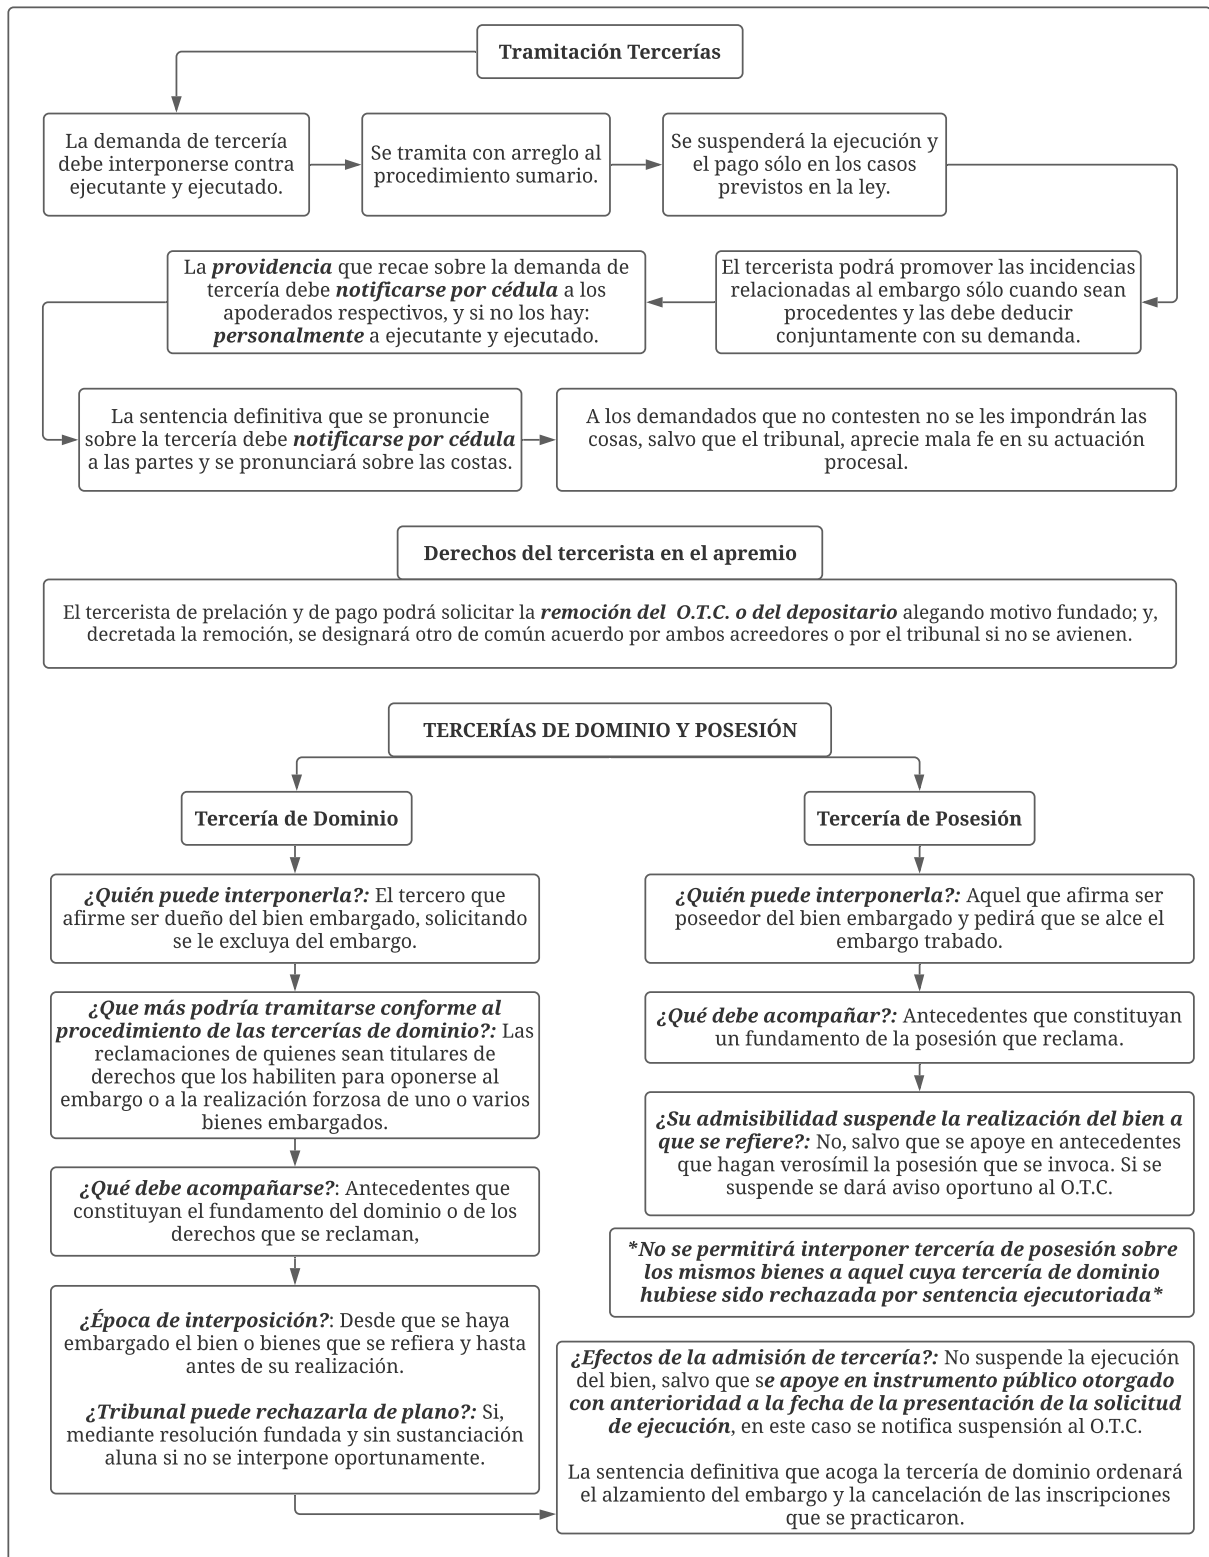 Tramitación Tercerías
La demanda de tercería
debe interponerse contra
ejecutante y ejecutado.
Se tramita con arreglo al
procedimiento sumario.
Se suspenderá la ejecución y
el pago sólo en los casos
previstos en la ley.
El tercerista podrá promover las incidencias
relacionadas al embargo sólo cuando sean
procedentes y las debe deducir
conjuntamente con su demanda.
La providencia que recae sobre la demanda de
tercería debe notificarse por cédula a los
apoderados respectivos, y si no los hay:
personalmente a ejecutante y ejecutado.
La sentencia definitiva que se pronuncie
sobre la tercería debe notificarse por cédula
a las partes y se pronunciará sobre las costas.
A los demandados que no contesten no se les impondrán las
cosas, salvo que el tribunal, aprecie mala fe en su actuación
procesal.
Derechos del tercerista en el apremio
El tercerista de prelación y de pago podrá solicitar la remoción del O.T.C. o del depositario alegando motivo fundado; y,
decretada la remoción, se designará otro de común acuerdo por ambos acreedores o por el tribunal si no se avienen.
TERCERÍAS DE DOMINIO Y POSESIÓN
Tercería de Dominio
¿Quién puede interponerla?: El tercero que
afirme ser dueño del bien embargado, solicitando
se le excluya del embargo.
¿Que más podría tramitarse conforme al
procedimiento de las tercerías de dominio?: Las
reclamaciones de quienes sean titulares de
derechos que los habiliten para oponerse al
embargo o a la realización forzosa de uno o varios
bienes embargados.
¿Qué debe acompañarse?: Antecedentes que
constituyan el fundamento del dominio o de los
derechos que se reclaman,
¿Época de interposición?: Desde que se haya
embargado el bien o bienes que se refiera y hasta
antes de su realización.
¿Tribunal puede rechazarla de plano?: Si,
mediante resolución fundada y sin sustanciación
aluna si no se interpone oportunamente.
¿Efectos de la admisión de tercería?: No suspende la ejecución
del bien, salvo que se apoye en instrumento público otorgado
con anterioridad a la fecha de la presentación de la solicitud
de ejecución, en este caso se notifica suspensión al O.T.C.
La sentencia definitiva que acoga la tercería de dominio ordenará
el alzamiento del embargo y la cancelación de las inscripciones
que se practicaron.
Tercería de Posesión
¿Quién puede interponerla?: Aquel que afirma ser
poseedor del bien embargado y pedirá que se alce el
embargo trabado.
¿Qué debe acompañar?: Antecedentes que constituyan
un fundamento de la posesión que reclama.
¿Su admisibilidad suspende la realización del bien a
que se refiere?: No, salvo que se apoye en antecedentes
que hagan verosímil la posesión que se invoca. Si se
suspende se dará aviso oportuno al O.T.C.
*No se permitirá interponer tercería de posesión sobre
los mismos bienes a aquel cuya tercería de dominio
hubiese sido rechazada por sentencia ejecutoriada*